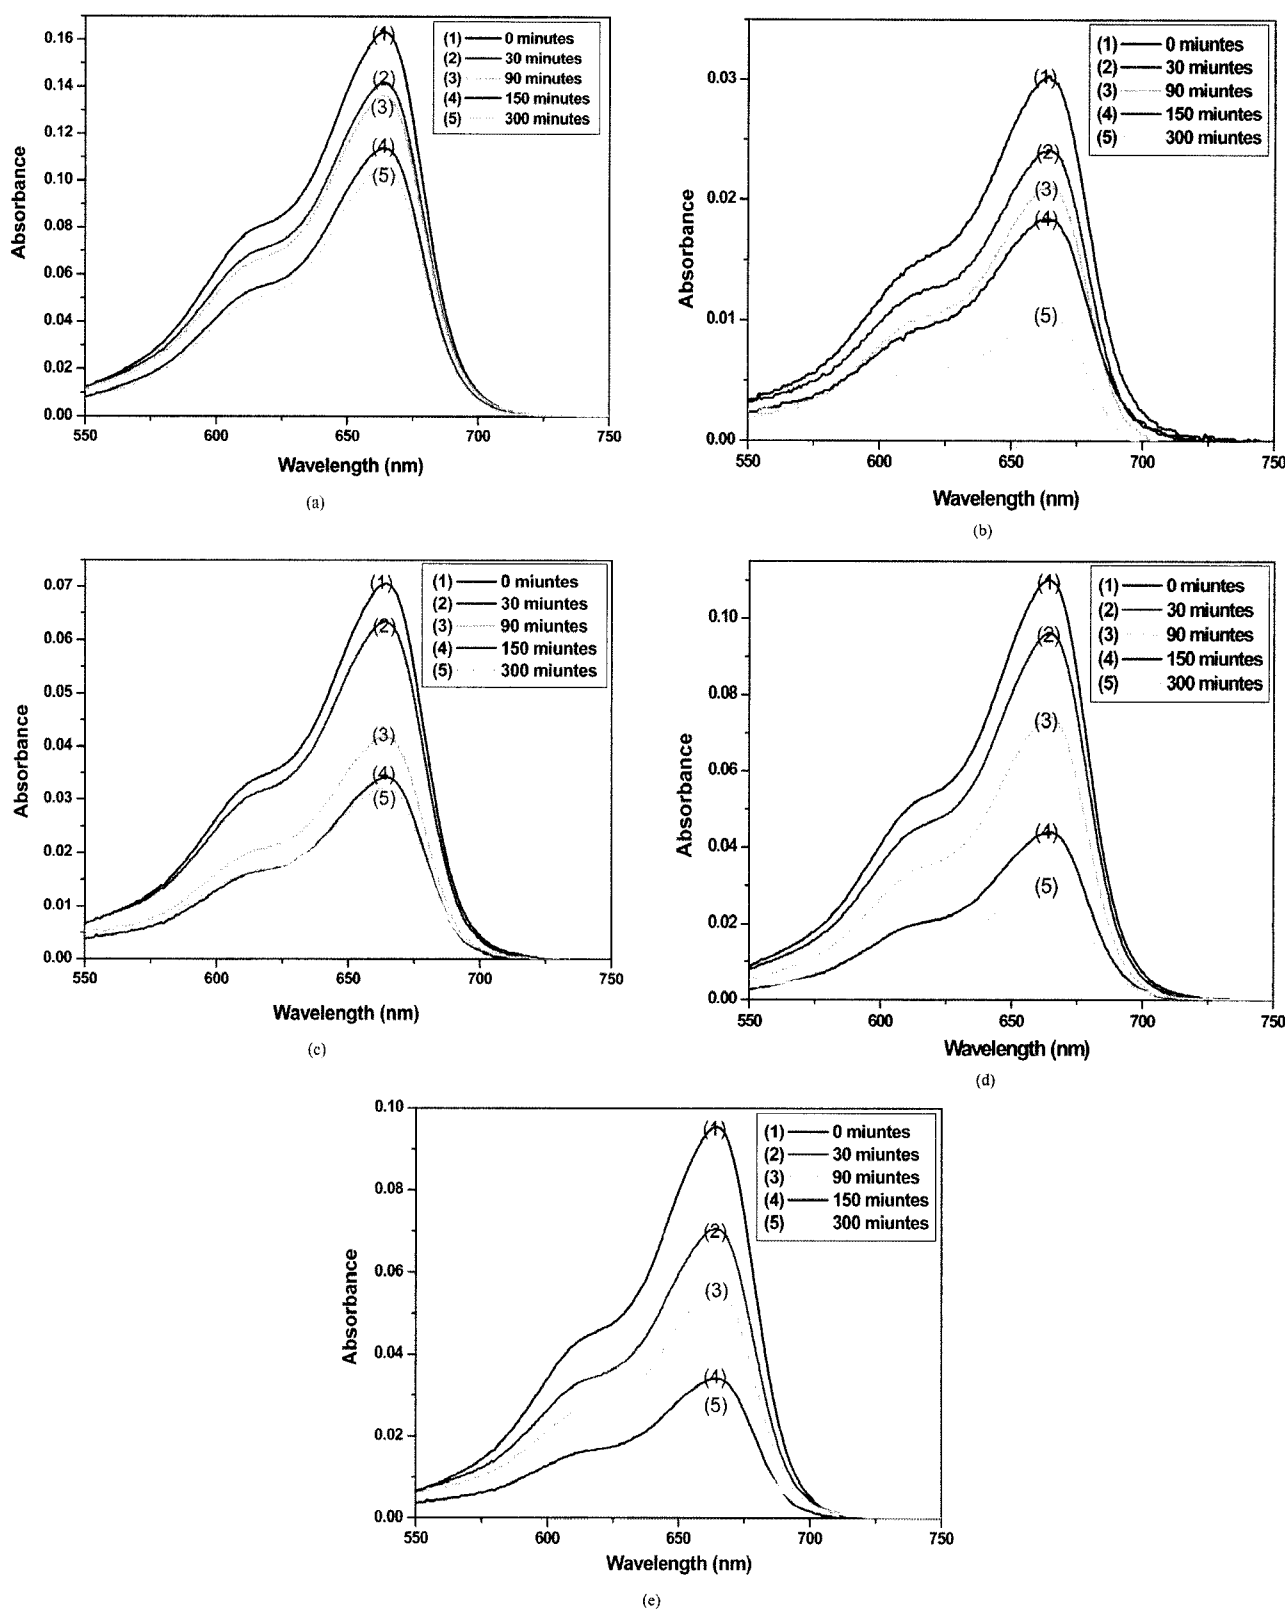 0.16
0.14
0.12
0.10
0.08
0.06
0.04
0.02
0.00
Absorbance
(1) 0 minutes
(2) 30 minutes
(3) 90 minutes
(4) 150 minutes
(5) 300 minutes
(1)
(2)
(3)
(4)
(5)
550 600 650 700 750
Wavelength (nm)
(a)
0.03
0.02
0.01
0.00
Absorbance
(1) 0 miuntes
(2) 30 miuntes
(3) 90 miuntes
(4) 150 miuntes
(5) 300 miuntes
(1)
(2)
(3)
(4)
(5)
550 600 650 700 750
Wavelength (nm)
(b)
0.07
0.06
0.05
0.04
0.03
0.02
0.01
0.00
Absorbance
(1) 0 miuntes
(2) 30 miuntes
(3) 90 miuntes
(4) 150 miuntes
(5) 300 miuntes
(1)
(2)
(3)
(4)
(5)
550 600 650 700 750
Wavelength (nm)
(c)
0.10
0.08
0.06
0.04
0.02
0.00
Absorbance
(1) 0 miuntes
(2) 30 miuntes
(3) 90 miuntes
(4) 150 miuntes
(5) 300 miuntes
(1)
(2)
(3)
(4)
(5)
550 600 650 700 750
Wavelength (nm)
(d)
0.10
0.08
0.06
0.04
0.02
0.00
Absorbance
(1) 0 miuntes
(2) 30 miuntes
(3) 90 miuntes
(4) 150 miuntes
(5) 300 miuntes
(1)
(2)
(3)
(4)
(5)
550 600 650 700 750
Wavelength (nm)
(e)